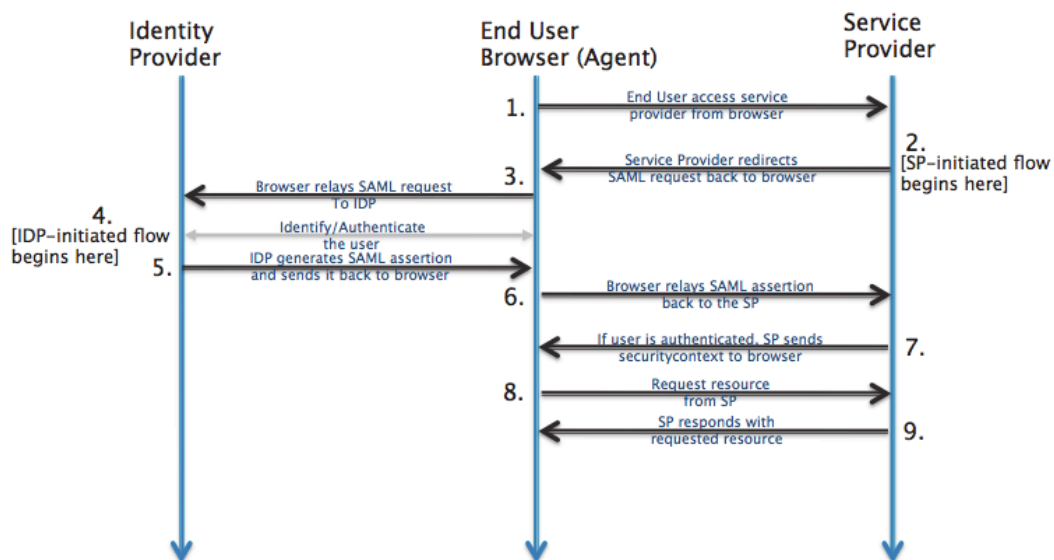 Identity
Provider
End User
Browser (Agent)
Service
Provider
1.
End User access service
provider from browser
2.
[SP-initiated flow
begins here]
Service Provider redirects
SAML request back to browser
3.
Browser relays SAML request
To IDP
4.
[IDP-initiated flow
begins here]
Identify/Authenticate
the user
5.
IDP generates SAML assertion
and sends it back to browser
6.
Browser relays SAML assertion
back to the SP
If user is authenticated, SP sends
securitycontext to browser
7.
8.
Request resource
from SP
SP responds with
requested resource
9.